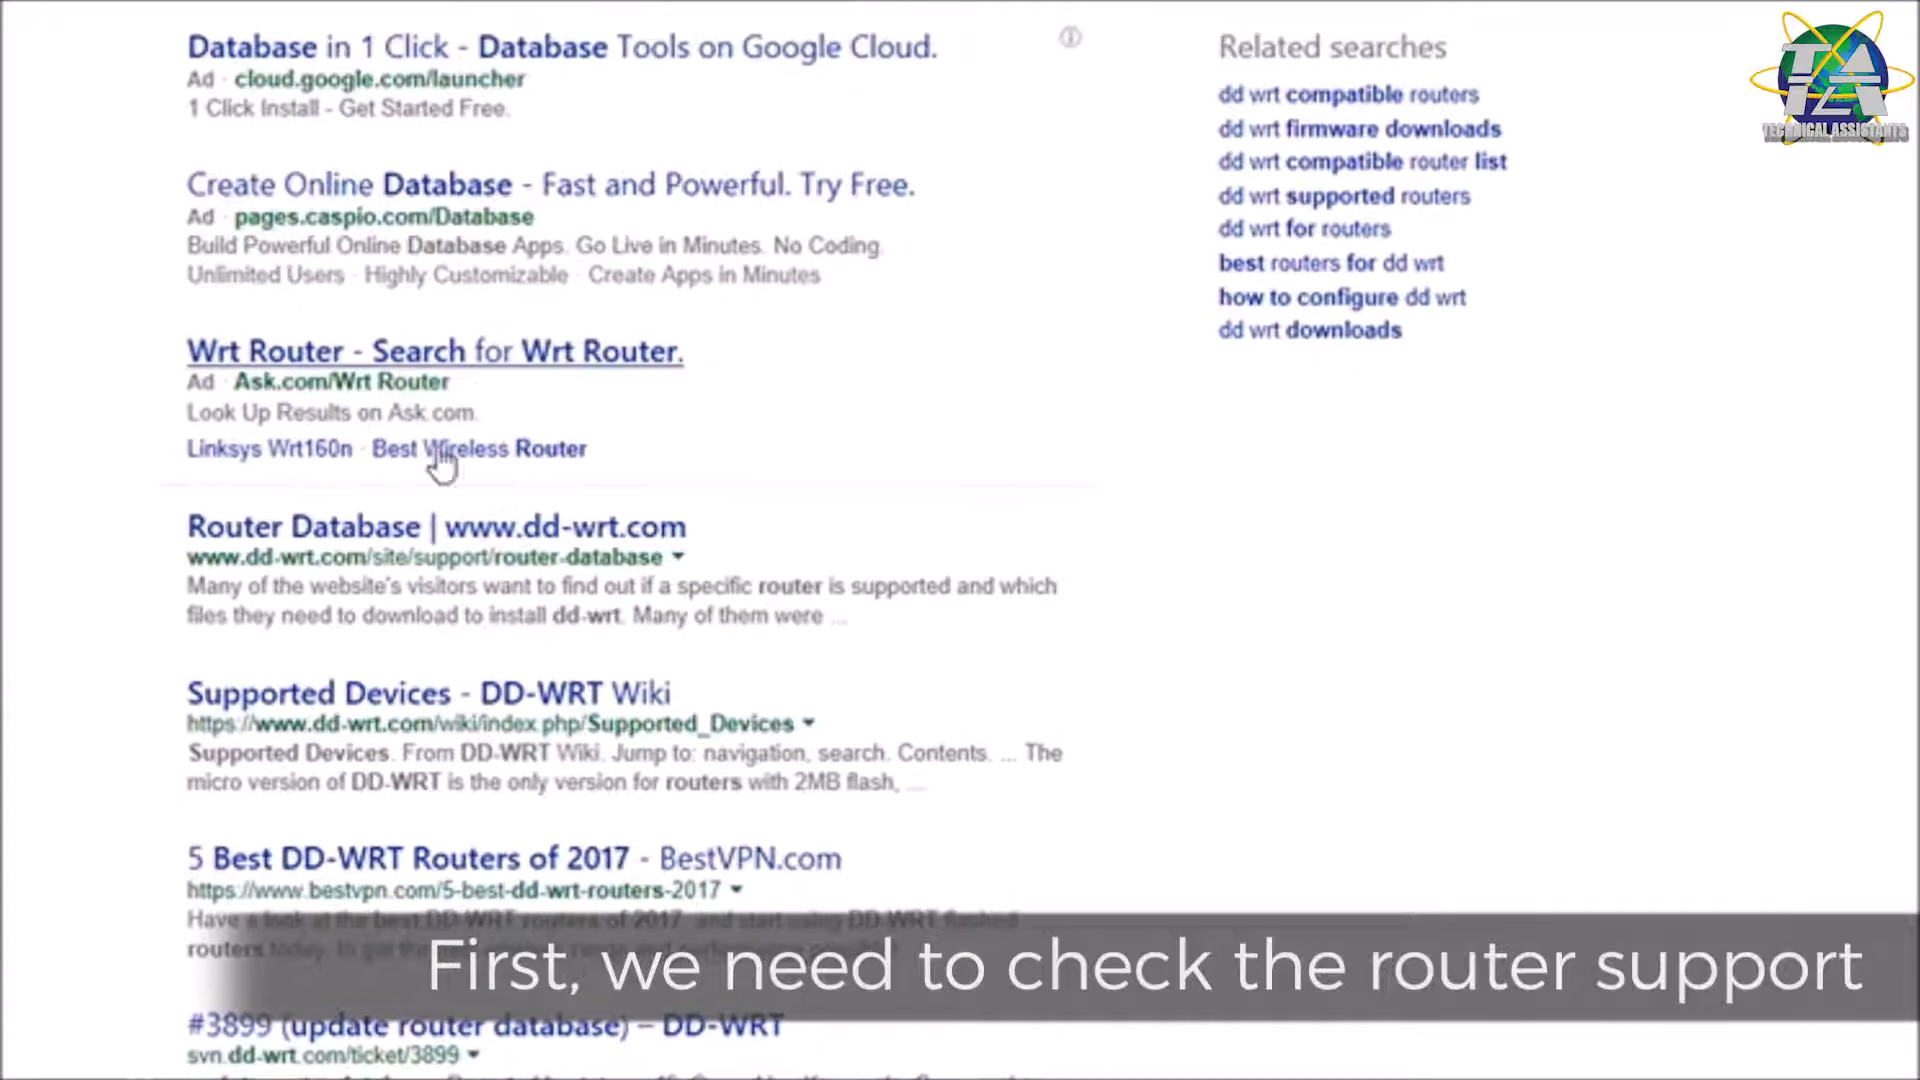 Database in 1 Click - Database Tools on Google Cloud.
Ad · cloud.google.com/launcher
1 Click Install - Get Started Free.
Create Online Database - Fast and Powerful. Try Free.
Ad · pages.caspio.com/Database
Build Powerful Online Database Apps. Go Live in Minutes. No Coding.
Unlimited Users · Highly Customizable · Create Apps in Minutes
Wrt Router - Search for Wrt Router.
Ad · Ask.com/Wrt Router
Look Up Results on Ask.com.
Linksys Wrt160n · Best Wireless Router
Router Database | www.dd-wrt.com
www.dd-wrt.com/site/support/router-database
Many of the website's visitors want to find out if a specific router is supported and which
files they need to download to install dd-wrt. Many of them were ...
Supported Devices - DD-WRT Wiki
https://www.dd-wrt.com/wiki/index.php/Supported_Devices
Supported Devices. From DD-WRT Wiki. Jump to: navigation, search. Contents. ... The
micro version of DD-WRT is the only version for routers with 2MB flash, ...
5 Best DD-WRT Routers of 2017 - BestVPN.com
https://www.bestvpn.com/5-best-dd-wrt-routers-2017
Have a look at the best DD-WRT routers of 2017 and start using DD-WRT flashed
routers today, to get the
First, we need to check the router support
#3899 (update router database) – DD-WRT
svn.dd-wrt.com/ticket/3899
Related searches
dd wrt compatible routers
dd wrt firmware downloads
dd wrt compatible router list
dd wrt supported routers
dd wrt for routers
best routers for dd wrt
how to configure dd wrt
dd wrt downloads
TA
TECHNICAL ASSISTANTS